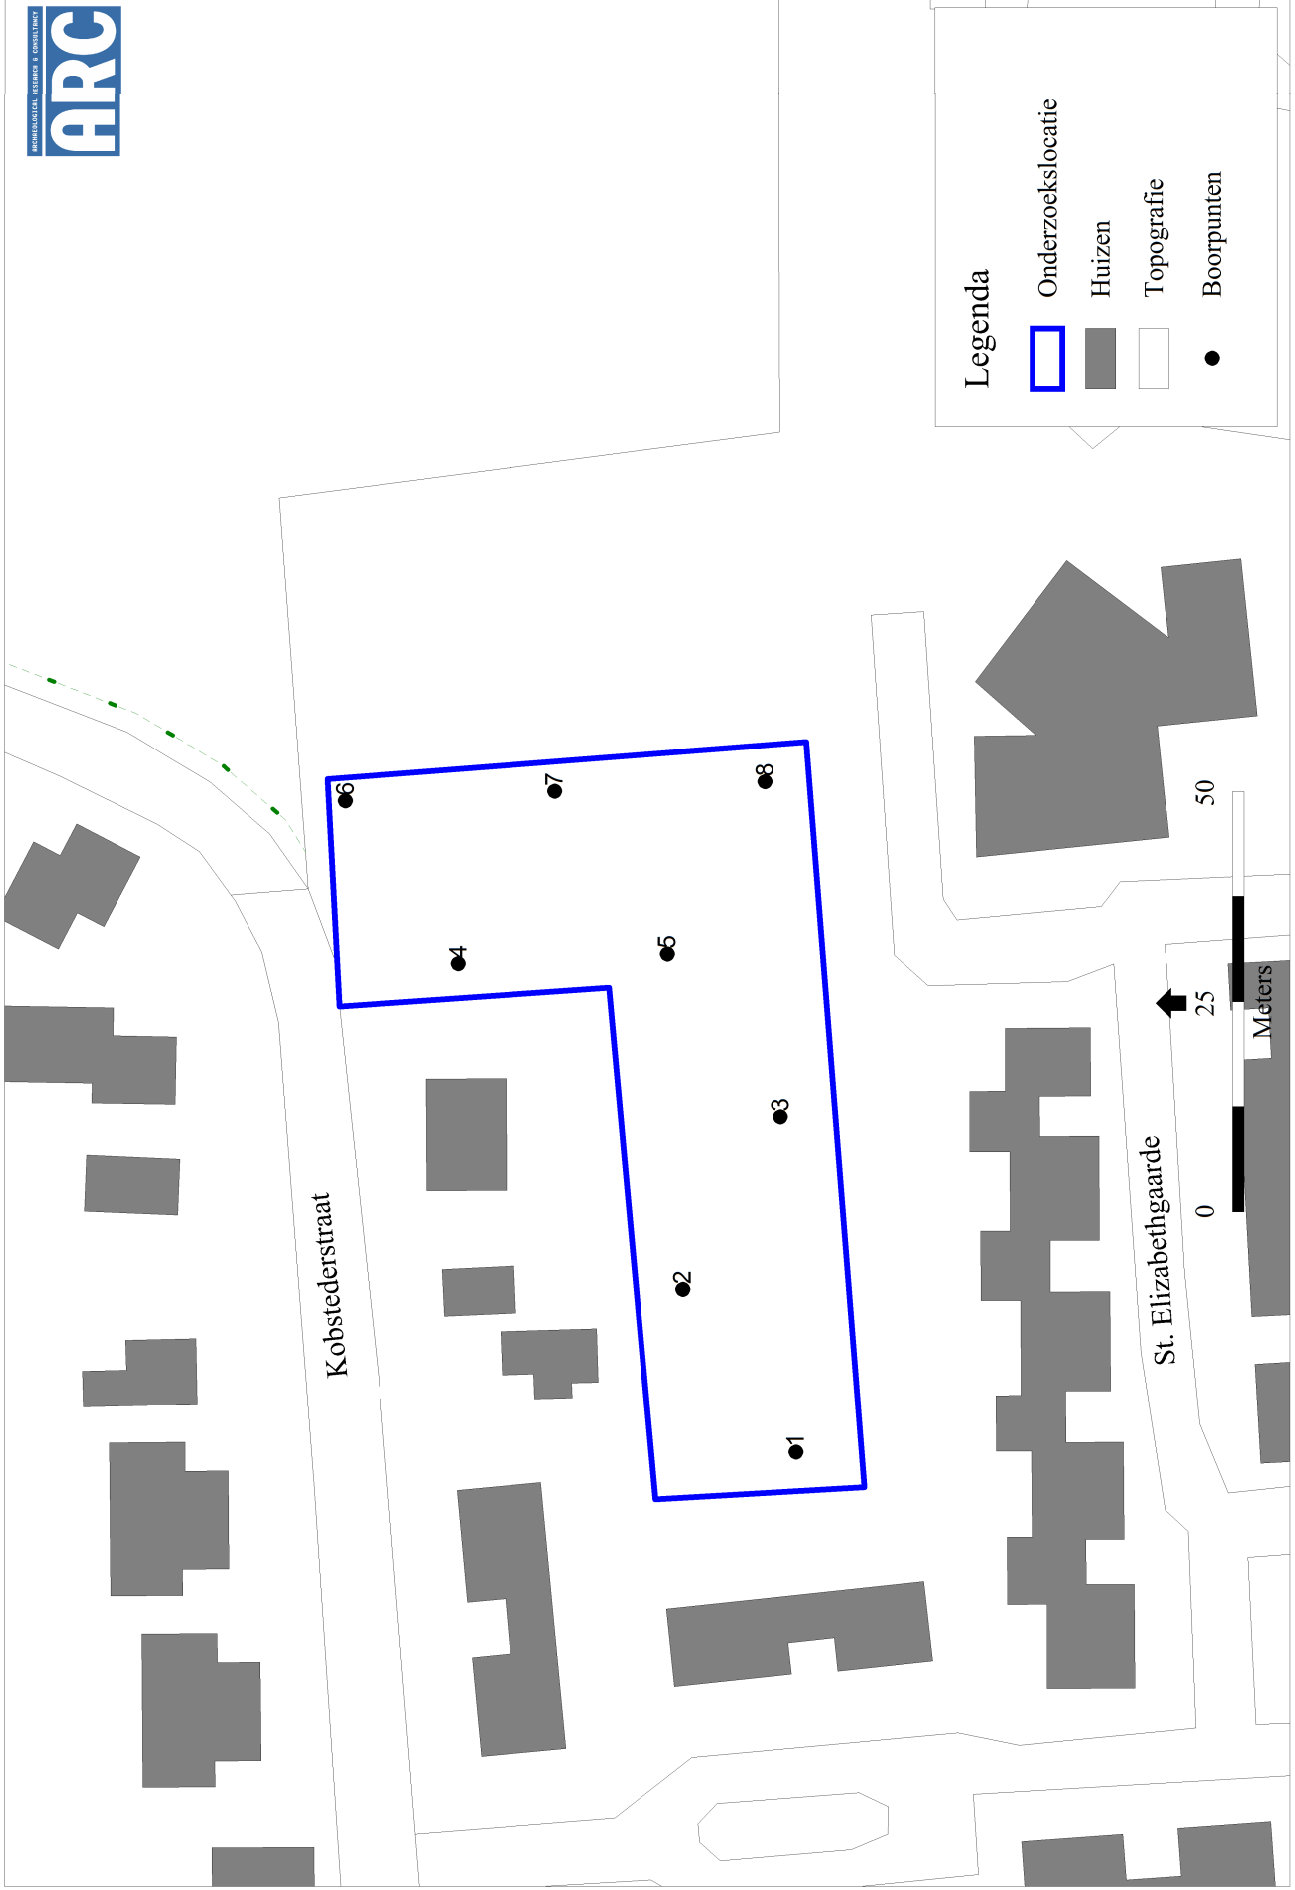 ARCHAEOLOGICAL RESEARCH & CONSULTANCY
ARC
Kobstederstraat
6
4
7
5
8
2
3
1
St. Elizabethgaarde
Legenda
Onderzoekslocatie
Huizen
Topografie
Boorpunten
0 25 50
Meters